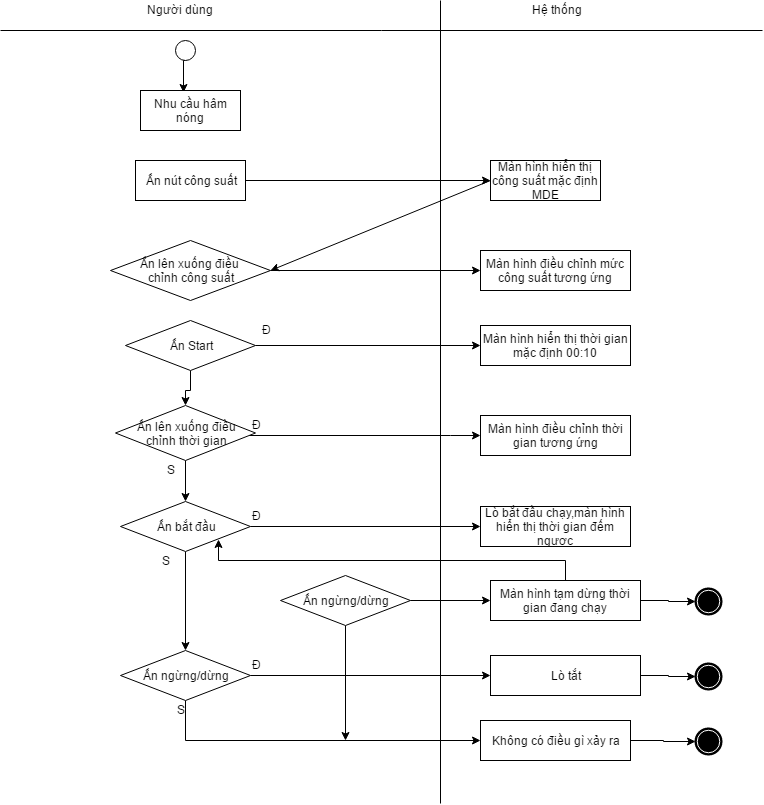 Người dùng
Hệ thống
Nhu cầu hâm
nóng
Ấn nút công suất
Màn hình hiển thị
công suất mặc định
MDE
Ấn lên xuống điều
chỉnh công suất
Màn hình điều chỉnh mức
công suất tương ứng
Đ
Ấn Start
Màn hình hiển thị thời gian
mặc định 00:10
Ấn lên xuống điều
chỉnh thời gian
Đ
Màn hình điều chỉnh thời
gian tương ứng
S
Ấn bắt đầu
Đ
Lò bắt đầu chạy,màn hình
hiển thị thời gian đếm
ngược
S
Ấn ngừng/dừng
Màn hình tạm dừng thời
gian đang chạy
Ấn ngừng/dừng
Đ
Lò tắt
S
Không có điều gì xảy ra